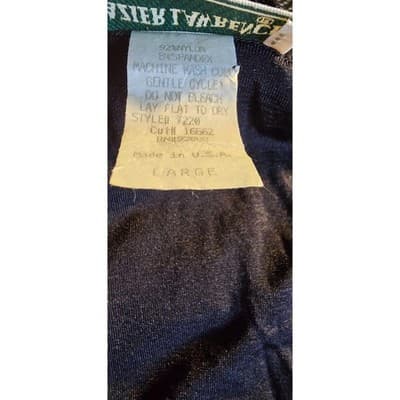 AZIER LAWRENCE
92%NYLON
8%SPANDEX
MACHINE WASH COLD
GENTLE CYCLE
DO NOT BLEACH
LAY FLAT TO DRY
STYLE# 7220
Cut# 16662
Made in U.S.A.
LARGE